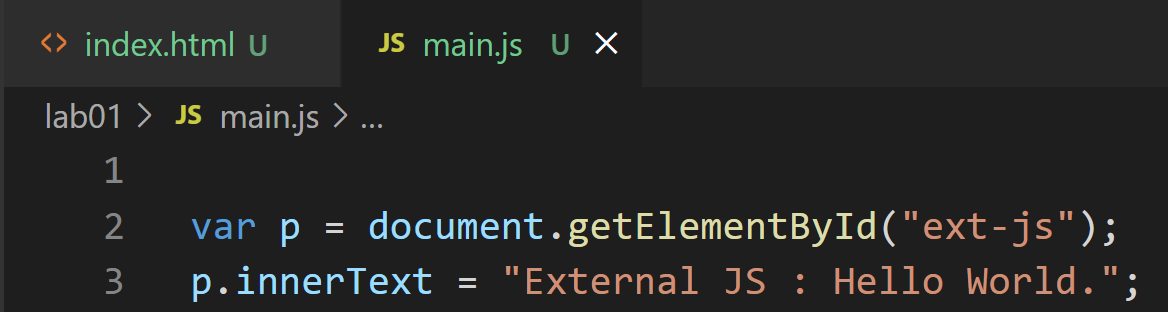 <> index.html U JS main.js U
lab01 > JS main.js > ...
1
2 var p = document.getElementById("ext-js");
3 p.innerText = "External JS : Hello World.";